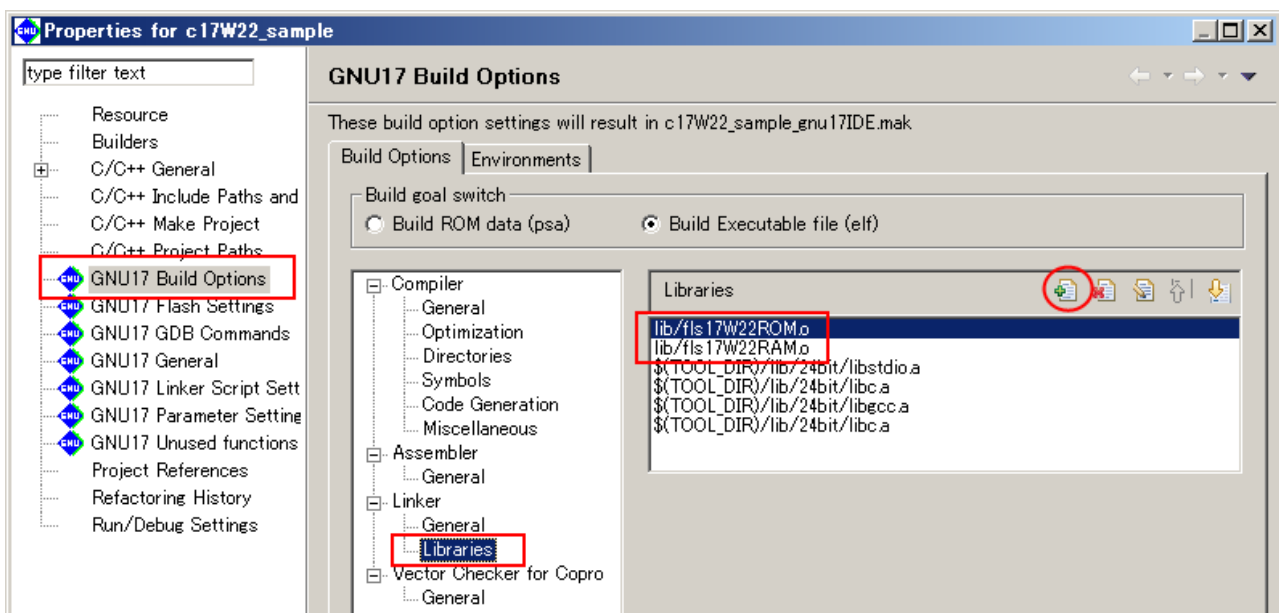 Properties for c17W22_sample
type filter text
Resource
Builders
C/C++ General
C/C++ Include Paths and
C/C++ Make Project
C/C++ Project Paths
GNU17 Build Options
GNU17 Flash Settings
GNU17 GDB Commands
GNU17 General
GNU17 Linker Script Sett
GNU17 Parameter Setting
GNU17 Unused functions
Project References
Refactoring History
Run/Debug Settings
GNU17 Build Options
These build option settings will result in c17W22_sample_gnu17IDE.mak
Build Options
Environments
Build goal switch
Build ROM data (psa)
Build Executable file (elf)
Compiler
General
Optimization
Directories
Symbols
Code Generation
Miscellaneous
Assembler
General
Linker
General
Libraries
Vector Checker for Copro
General
Libraries
lib/fls17W22ROM.o
lib/fls17W22RAM.o
$(TOOL_DIR)/lib/24bit/libstdio.a
$(TOOL_DIR)/lib/24bit/libc.a
$(TOOL_DIR)/lib/24bit/libgcc.a
$(TOOL_DIR)/lib/24bit/libc.a